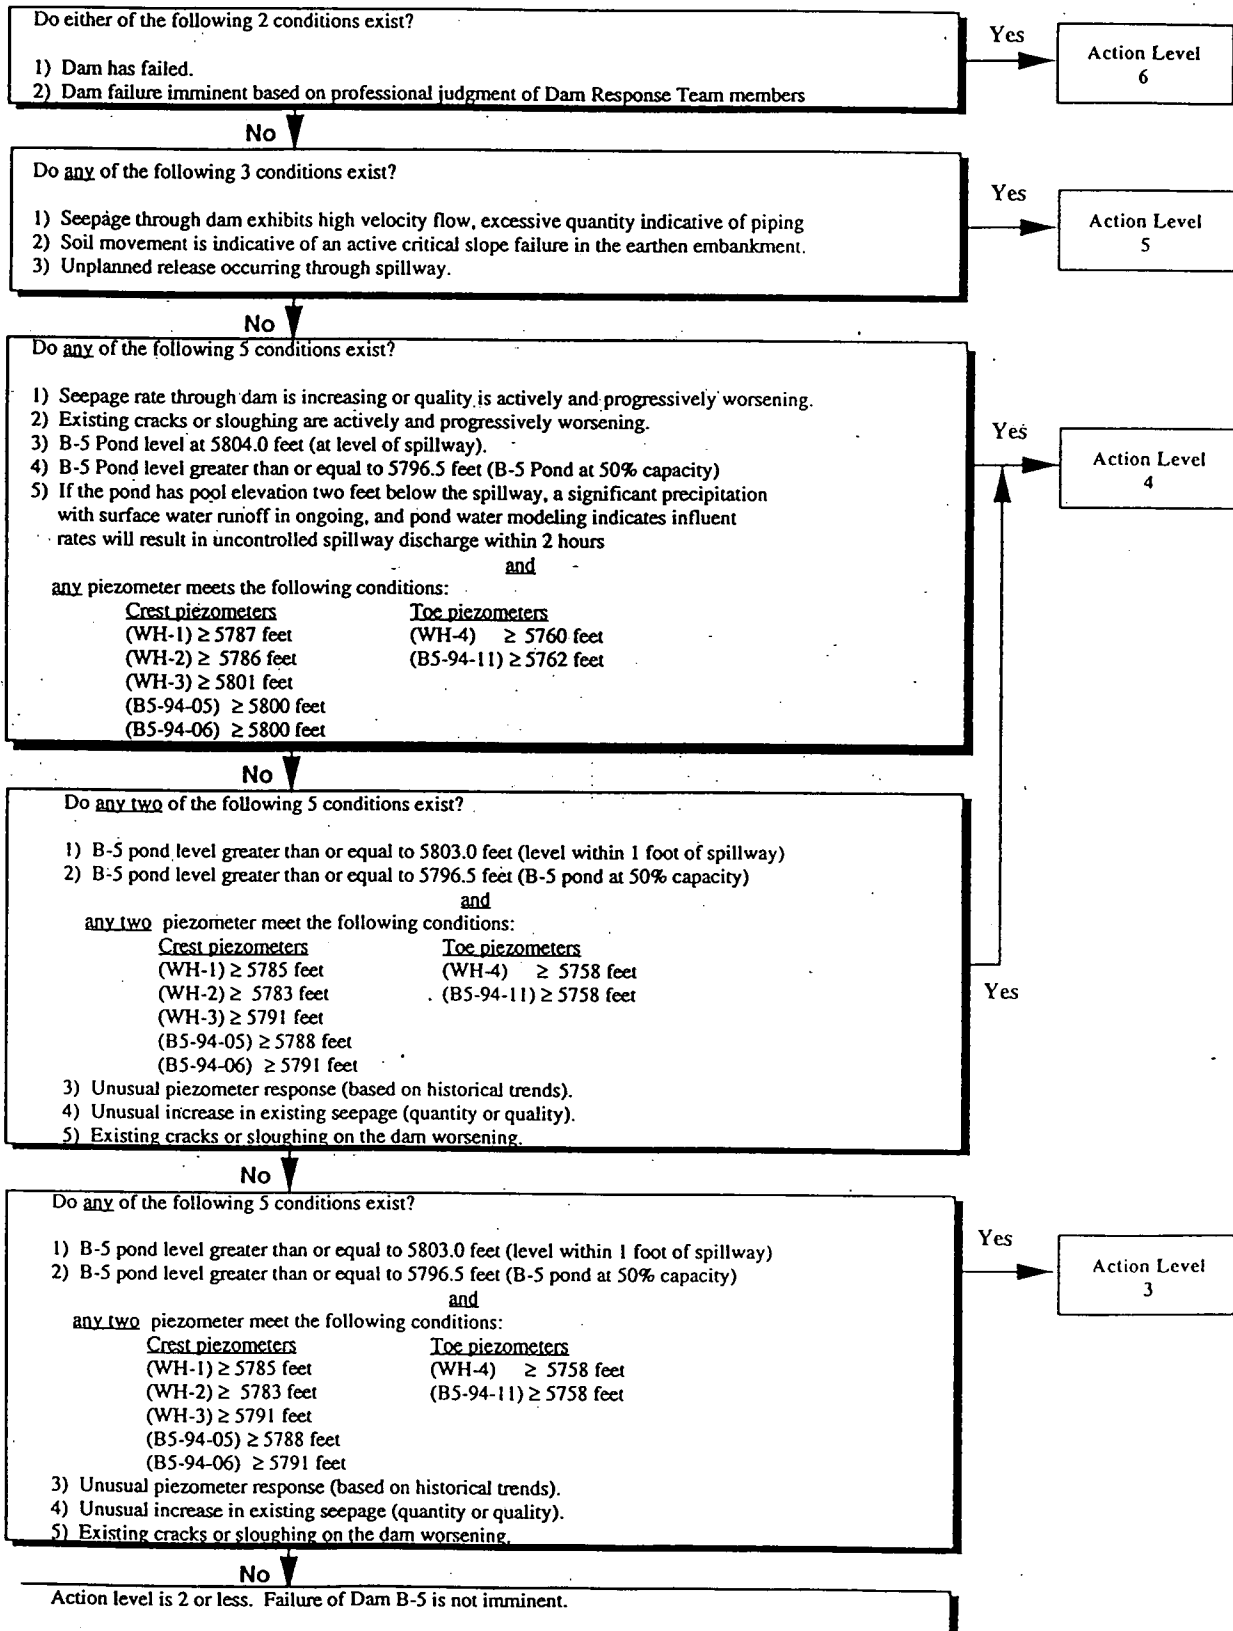 Do either of the following 2 conditions exist?
1) Dam has failed.
2) Dam failure imminent based on professional judgment of Dam Response Team members
Yes
Action Level
6
No
Do any of the following 3 conditions exist?
1) Seepage through dam exhibits high velocity flow, excessive quantity indicative of piping
2) Soil movement is indicative of an active critical slope failure in the earthen embankment.
3) Unplanned release occurring through spillway.
Yes
Action Level
5
No
Do any of the following 5 conditions exist?
1) Seepage rate through dam is increasing or quality is actively and progressively worsening.
2) Existing cracks or sloughing are actively and progressively worsening.
3) B-5 Pond level at 5804.0 feet (at level of spillway).
4) B-5 Pond level greater than or equal to 5796.5 feet (B-5 Pond at 50% capacity)
5) If the pond has pool elevation two feet below the spillway, a significant precipitation
with surface water runoff in ongoing, and pond water modeling indicates influent
rates will result in uncontrolled spillway discharge within 2 hours
and
any piezometer meets the following conditions:
Crest piezometers Toe piezometers
(WH-1) ≥ 5787 feet (WH-4) ≥ 5760 feet
(WH-2) ≥ 5786 feet (B5-94-11) ≥ 5762 feet
(WH-3) ≥ 5801 feet
(B5-94-05) ≥ 5800 feet
(B5-94-06) ≥ 5800 feet
Yes
Action Level
4
No
Do any two of the following 5 conditions exist?
1) B-5 pond level greater than or equal to 5803.0 feet (level within 1 foot of spillway)
2) B-5 pond level greater than or equal to 5796.5 feet (B-5 pond at 50% capacity)
and
any two piezometer meet the following conditions:
Crest piezometers Toe piezometers
(WH-1) ≥ 5785 feet (WH-4) ≥ 5758 feet
(WH-2) ≥ 5783 feet (B5-94-11) ≥ 5758 feet
(WH-3) ≥ 5791 feet
(B5-94-05) ≥ 5788 feet
(B5-94-06) ≥ 5791 feet
3) Unusual piezometer response (based on historical trends).
4) Unusual increase in existing seepage (quantity or quality).
5) Existing cracks or sloughing on the dam worsening.
Yes
No
Do any of the following 5 conditions exist?
1) B-5 pond level greater than or equal to 5803.0 feet (level within 1 foot of spillway)
2) B-5 pond level greater than or equal to 5796.5 feet (B-5 pond at 50% capacity)
and
any two piezometer meet the following conditions:
Crest piezometers Toe piezometers
(WH-1) ≥ 5785 feet (WH-4) ≥ 5758 feet
(WH-2) ≥ 5783 feet (B5-94-11) ≥ 5758 feet
(WH-3) ≥ 5791 feet
(B5-94-05) ≥ 5788 feet
(B5-94-06) ≥ 5791 feet
3) Unusual piezometer response (based on historical trends).
4) Unusual increase in existing seepage (quantity or quality).
5) Existing cracks or sloughing on the dam worsening.
Yes
Action Level
3
No
Action level is 2 or less. Failure of Dam B-5 is not imminent.